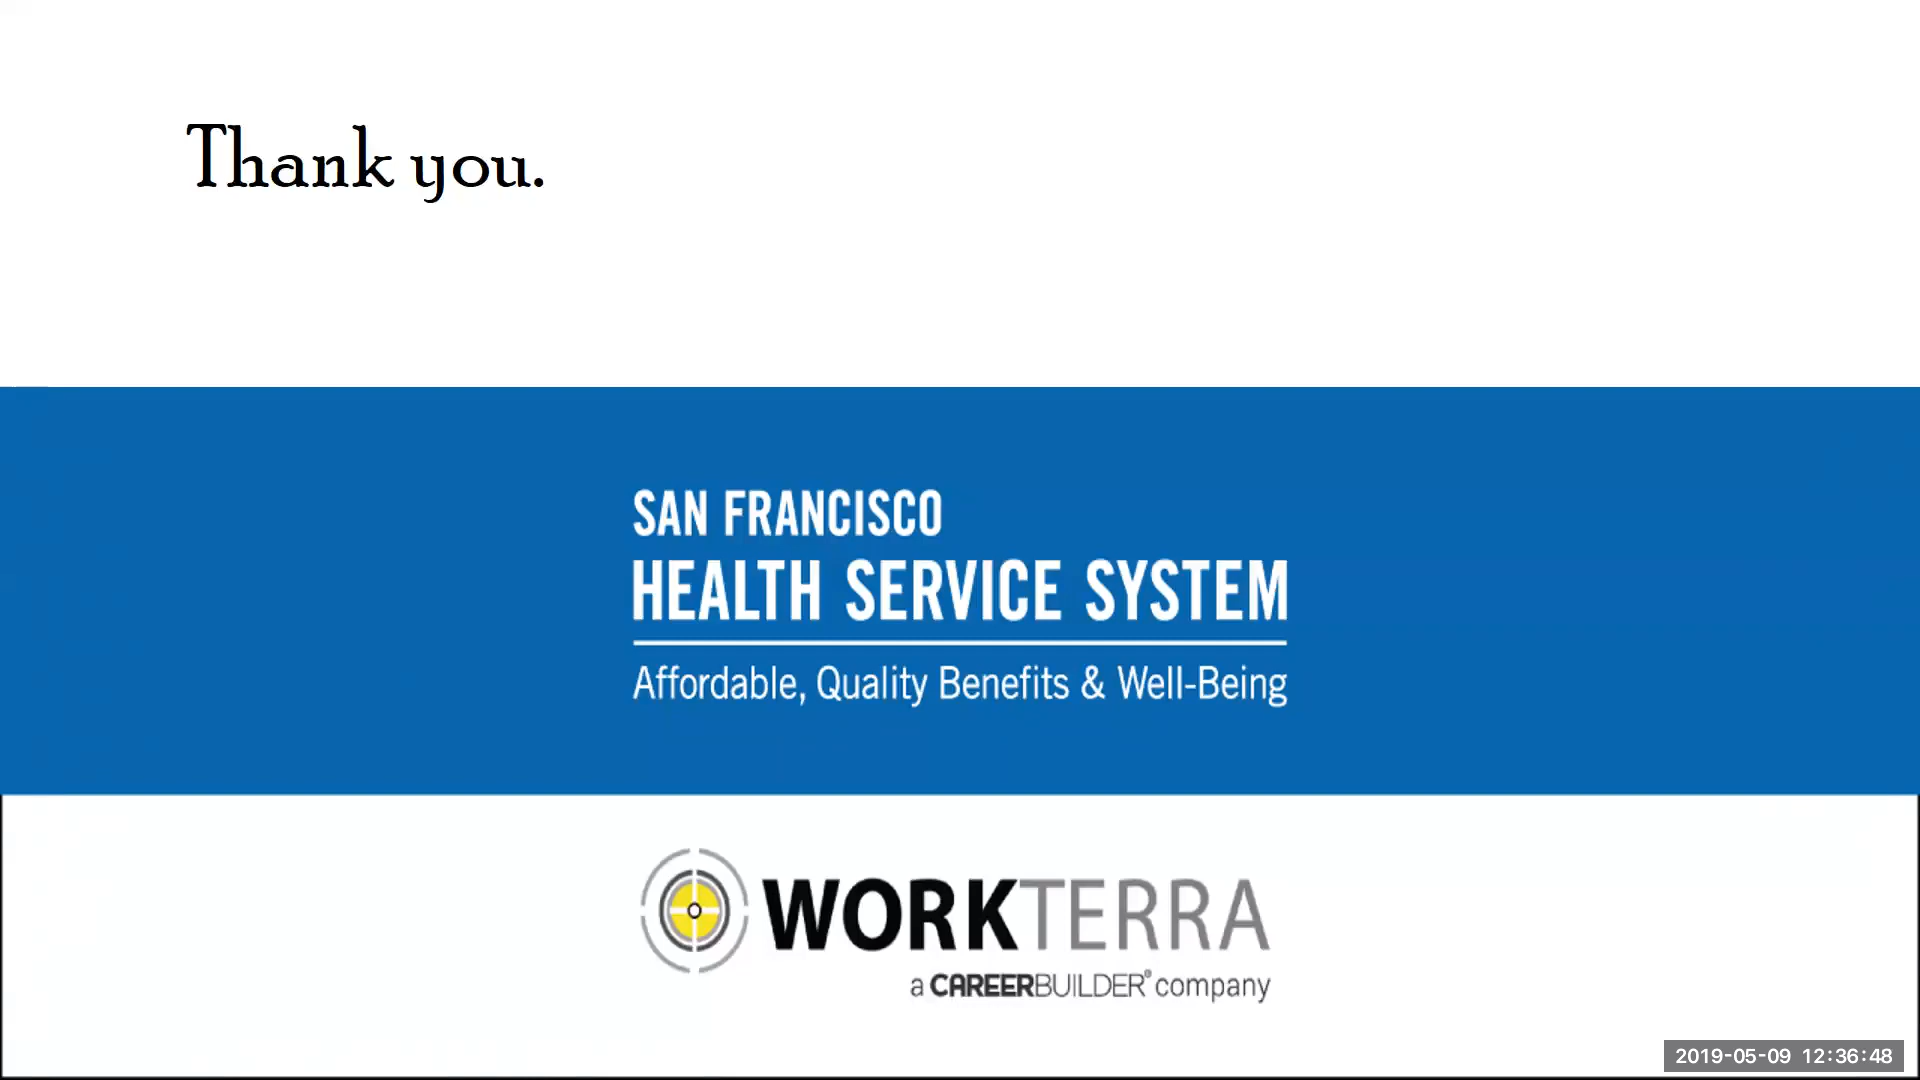 Thank you.
SAN FRANCISCO
HEALTH SERVICE SYSTEM
Affordable, Quality Benefits & Well-Being
WORKTERRA
a CAREERBUILDER® company
2019-05-09 12:36:48